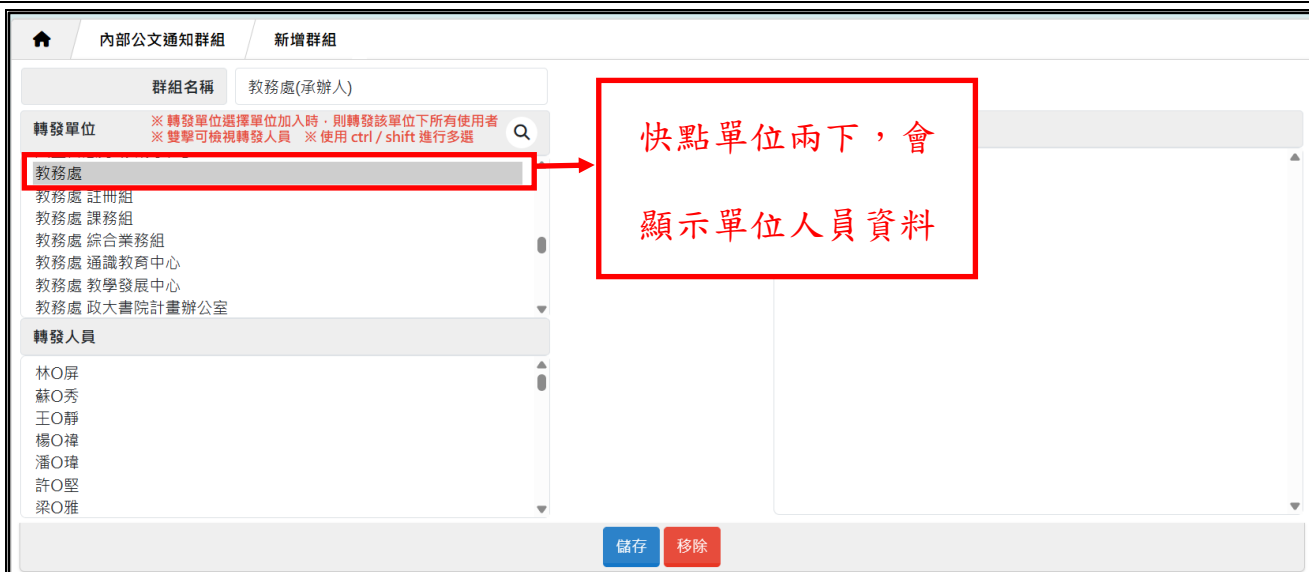 內部公文通知群組
新增群組
群組名稱
教務處(承辦人)
轉發單位
※ 轉發單位選擇單位加入時，則轉發該單位下所有使用者
※ 雙擊可檢視轉發人員 ※ 使用 ctrl / shift 進行多選
教務處
教務處 註冊組
教務處 課務組
教務處 綜合業務組
教務處 通識教育中心
教務處 教學發展中心
教務處 政大書院計畫辦公室
轉發人員
林O屏
蘇O秀
王O靜
楊O禕
潘O瑋
許O堅
梁O雅
快點單位兩下，會
顯示單位人員資料
儲存
移除